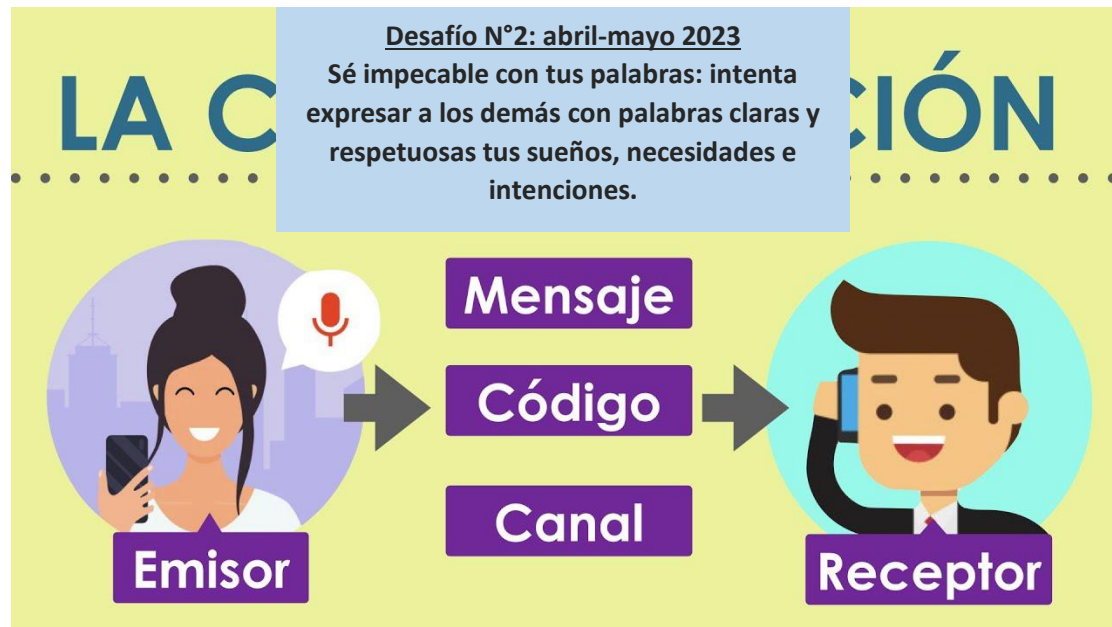 Desafío N°2: abril-mayo 2023
Sé impecable con tus palabras: intenta
expresar a los demás con palabras claras y
respetuosas tus sueños, necesidades e
intenciones.
LA C CIÓN
Mensaje
Código
Canal
Emisor
Receptor